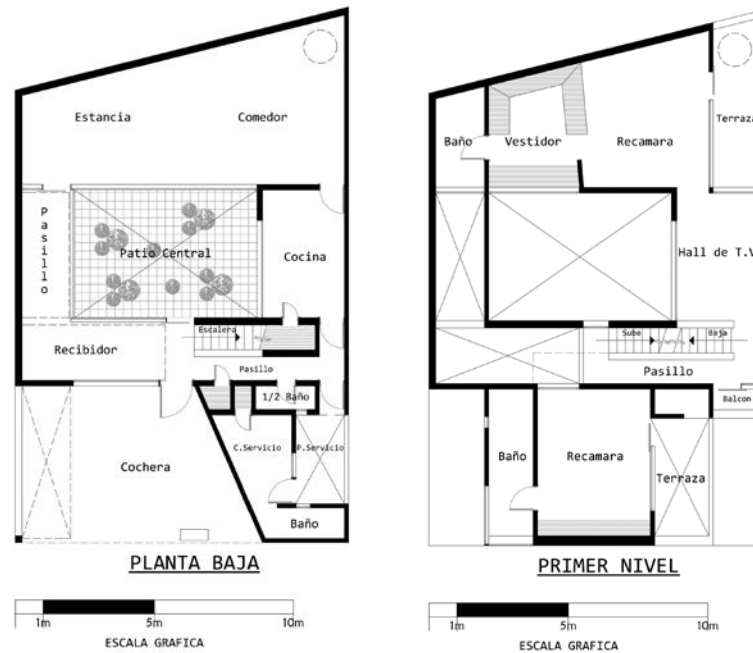 Estancia
Comedor
Pasillo
Patio Central
Cocina
Recibidor
Escalera
Pasillo
1/2 Baño
C.Servicio
P.Servicio
Cochera
Baño
PLANTA BAJA
1m
5m
10m
ESCALA GRAFICA
Baño
Vestidor
Recamara
Terraza
Hall de T.V
Sube
Baja
Pasillo
Balcon
Baño
Recamara
Terraza
PRIMER NIVEL
1m
5m
10m
ESCALA GRAFICA